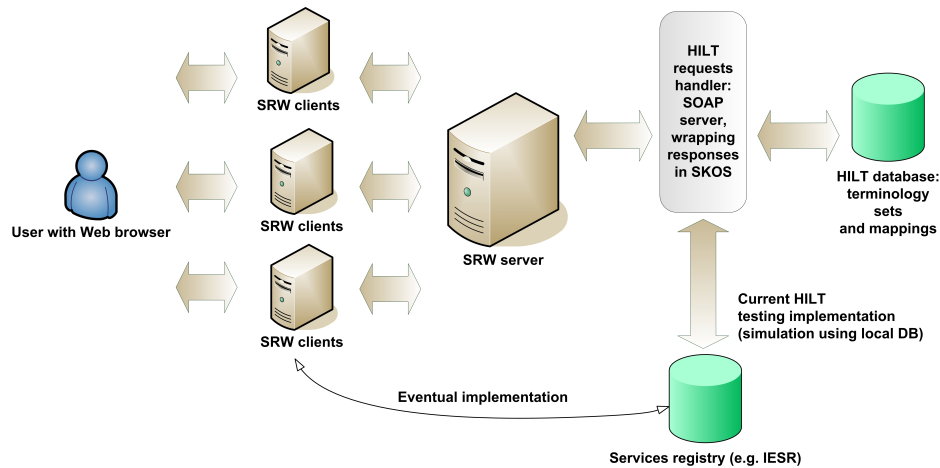 SRW clients
HILT
requests
handler:
SOAP
server,
wrapping
responses
in SKOS
HILT database:
terminology
sets
and mappings
User with Web browser
SRW clients
SRW server
SRW clients
Current HILT
testing implementation
(simulation using local DB)
Eventual implementation
Services registry (e.g. IESR)